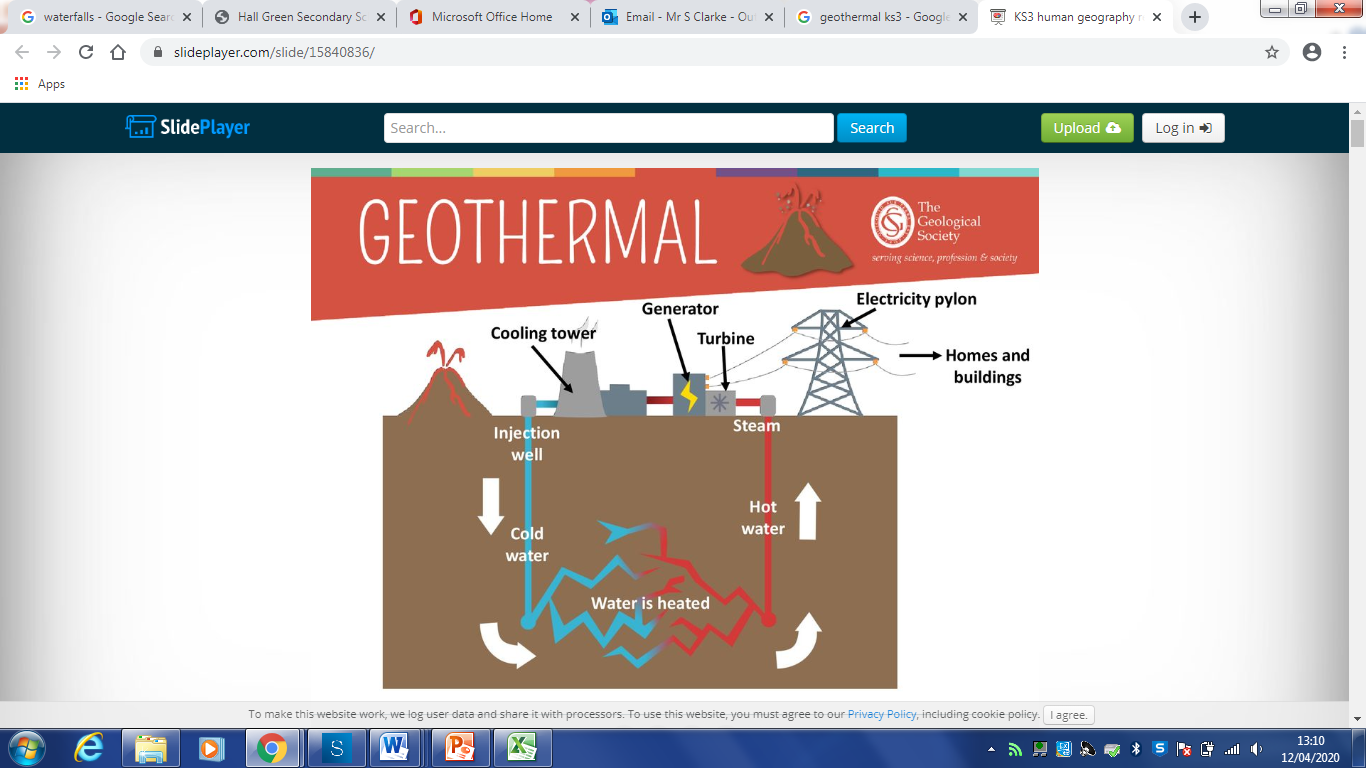 waterfalls - Google Sear
Hall Green Secondary Sc
Microsoft Office Home
Email - Mr S Clarke - Out
geothermal ks3 - Google
KS3 human geography r
slideplayer.com/slide/15840836/
Apps
SlidePlayer
Search...
Search
Upload
Log in
GEOTHERMAL
The
Geological
Society
serving science, profession & society
Electricity pylon
Generator
Cooling tower
Turbine
Homes and
buildings
Injection
well
Steam
Hot
water
Cold
water
Water is heated
To make this website work, we log user data and share it with processors. To use this website, you must agree to our Privacy Policy, including cookie policy.
I agree.
13:10
12/04/2020